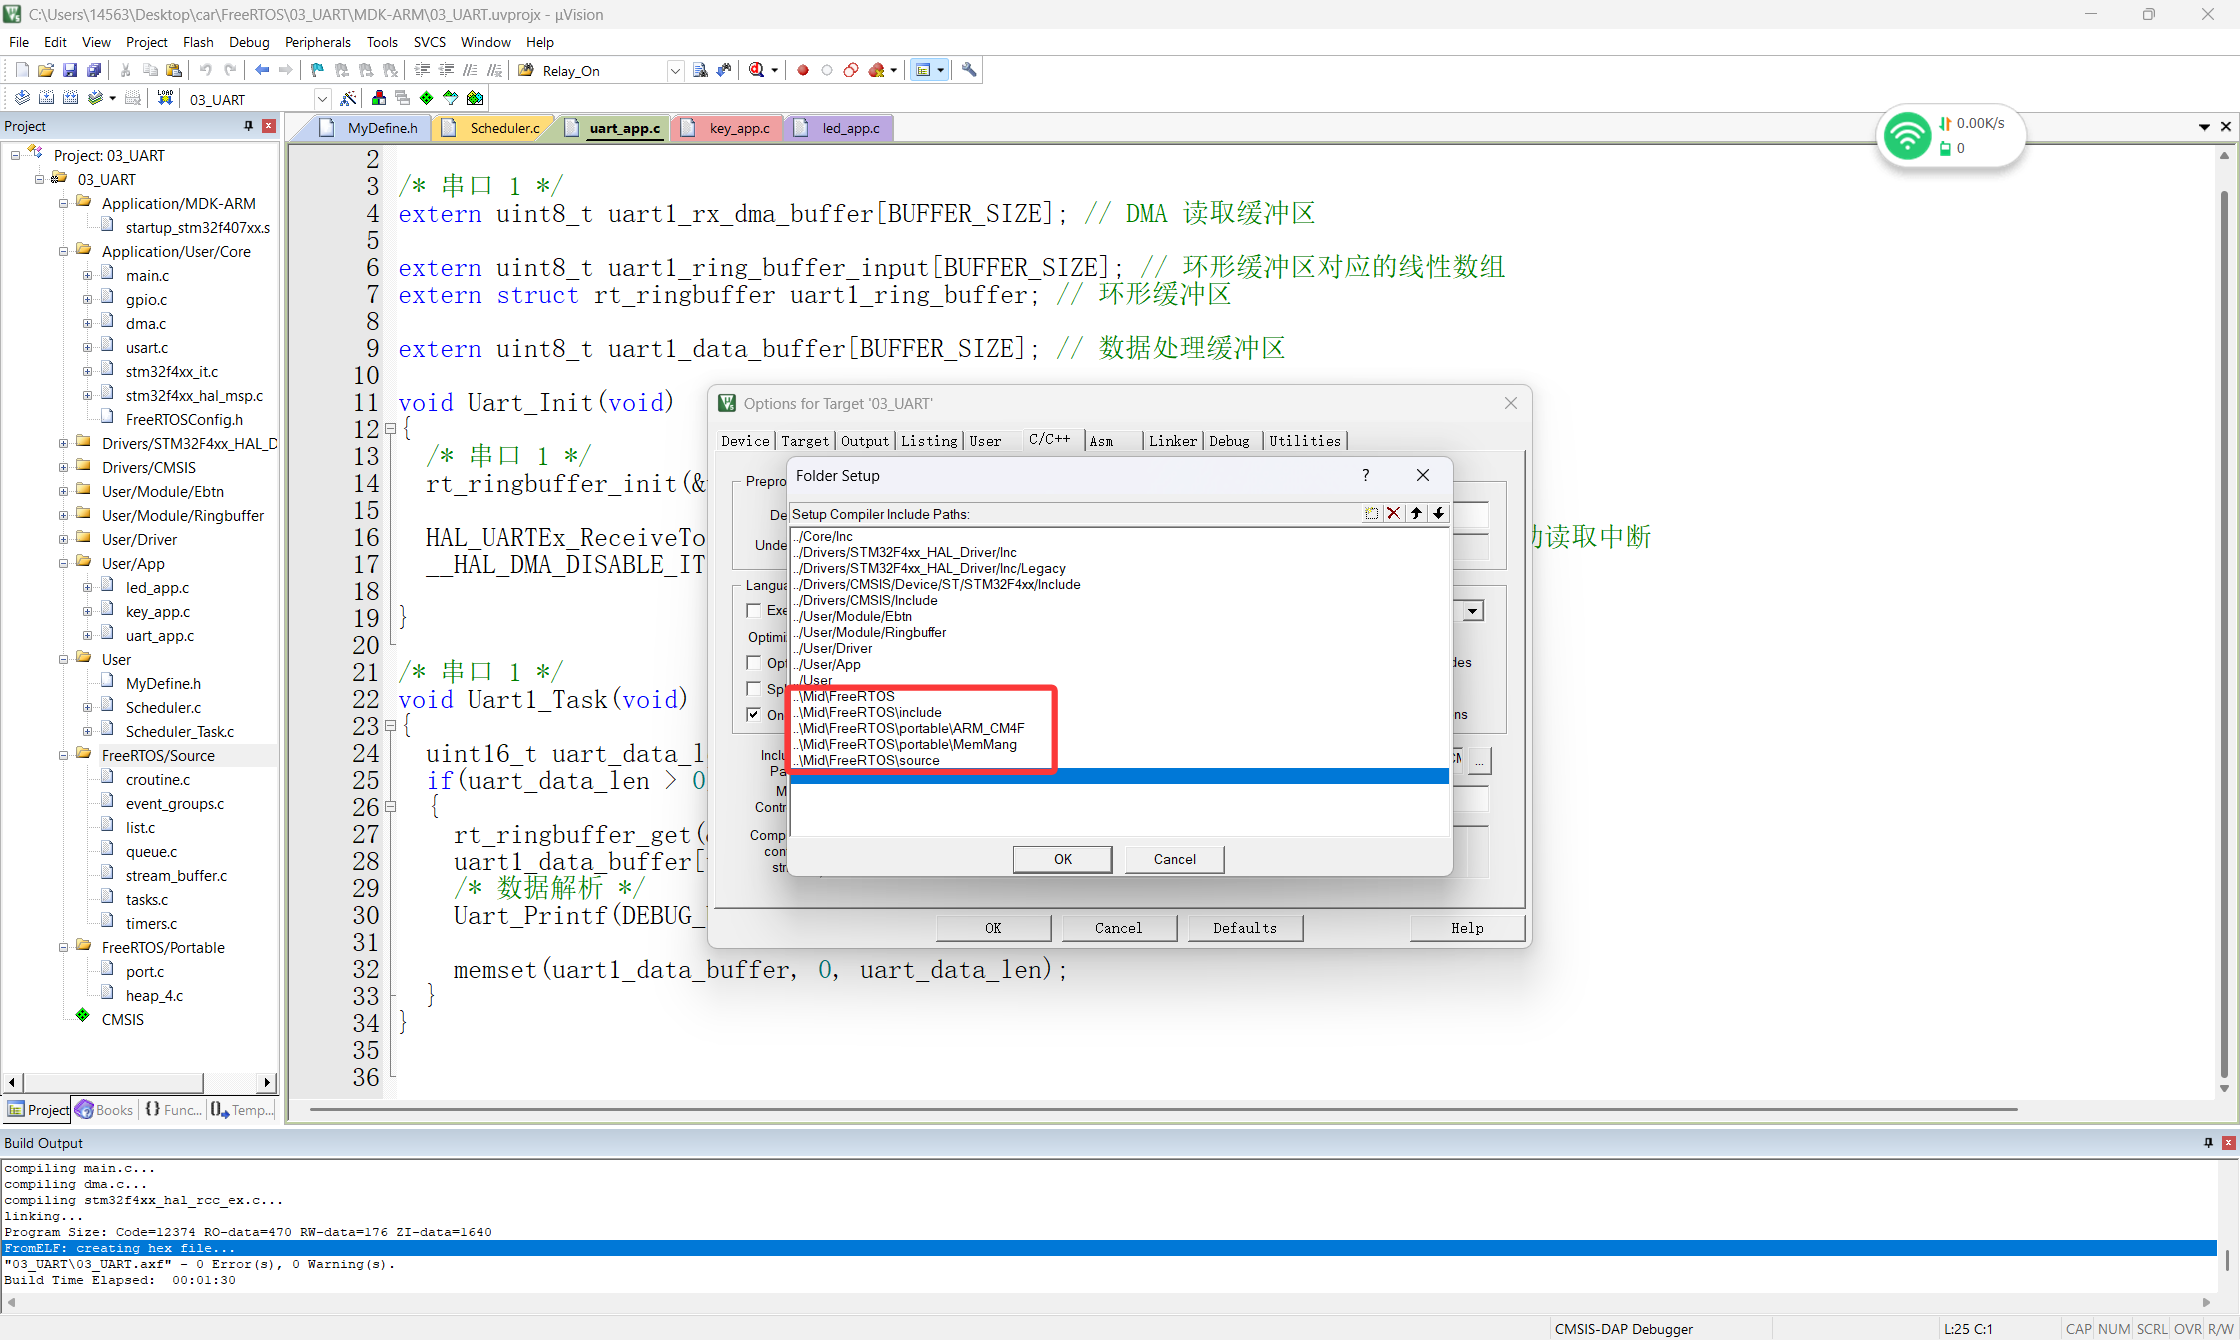 C:\Users\14563\Desktop\car\FreeRTOS\03_UART\MDK-ARM\03_UART.uvprojx - µVision
File Edit View Project Flash Debug Peripherals Tools SVCS Window Help
Relay_On
03_UART
Project
MyDefine.h Scheduler.c uart_app.c key_app.c led_app.c
0.00K/s
0
Project: 03_UART
03_UART
Application/MDK-ARM
startup_stm32f407xx.s
Application/User/Core
main.c
gpio.c
dma.c
usart.c
stm32f4xx_it.c
stm32f4xx_hal_msp.c
FreeRTOSConfig.h
Drivers/STM32F4xx_HAL_D
Drivers/CMSIS
User/Module/Ebtn
User/Module/Ringbuffer
User/Driver
User/App
led_app.c
key_app.c
uart_app.c
User
MyDefine.h
Scheduler.c
Scheduler_Task.c
FreeRTOS/Source
croutine.c
event_groups.c
list.c
queue.c
stream_buffer.c
tasks.c
timers.c
FreeRTOS/Portable
port.c
heap_4.c
CMSIS
Project Books Func... Temp...
2
3 /* 串口 1 */
4 extern uint8_t uart1_rx_dma_buffer[BUFFER_SIZE]; // DMA 读取缓冲区
5
6 extern uint8_t uart1_ring_buffer_input[BUFFER_SIZE]; // 环形缓冲区对应的线性数组
7 extern struct rt_ringbuffer uart1_ring_buffer; // 环形缓冲区
8
9 extern uint8_t uart1_data_buffer[BUFFER_SIZE]; // 数据处理缓冲区
10
11 void Uart_Init(void)
12 {
13 /* 串口 1 */
14 rt_ringbuffer_init(&
15
16 HAL_UARTEx_ReceiveTo 读取中断
17 __HAL_DMA_DISABLE_IT
18
19 }
20
21 /* 串口 1 */
22 void Uart1_Task(void)
23 {
24 uint16_t uart_data_l
25 if(uart_data_len > 0
26 {
27 rt_ringbuffer_get(
28 uart1_data_buffer[
29 /* 数据解析 */
30 Uart_Printf(DEBUG_
31
32 memset(uart1_data_buffer, 0, uart_data_len);
33 }
34 }
35
36
Options for Target '03_UART'
Device Target Output Listing User C/C++ Asm Linker Debug Utilities
Prepro
De
Unde
Langua
Exe
Optimi
Opt
Spl
On
des
ns
Inclu
Pa
M
Contr
Comp
con
str
...
OK Cancel Defaults Help
Folder Setup
?
Setup Compiler Include Paths:
../Core/Inc
../Drivers/STM32F4xx_HAL_Driver/Inc
../Drivers/STM32F4xx_HAL_Driver/Inc/Legacy
../Drivers/CMSIS/Device/ST/STM32F4xx/Include
../Drivers/CMSIS/Include
../User/Module/Ebtn
../User/Module/Ringbuffer
../User/Driver
../User/App
../User
..\Mid\FreeRTOS
..\Mid\FreeRTOS\include
..\Mid\FreeRTOS\portable\ARM_CM4F
..\Mid\FreeRTOS\portable\MemMang
..\Mid\FreeRTOS\source
OK Cancel
Build Output
compiling main.c...
compiling dma.c...
compiling stm32f4xx_hal_rcc_ex.c...
linking...
Program Size: Code=12374 RO-data=470 RW-data=176 ZI-data=1640
FromELF: creating hex file...
"03_UART\03_UART.axf" - 0 Error(s), 0 Warning(s).
Build Time Elapsed: 00:01:30
CMSIS-DAP Debugger L:25 C:1 CAP NUM SCRL OVR R/W